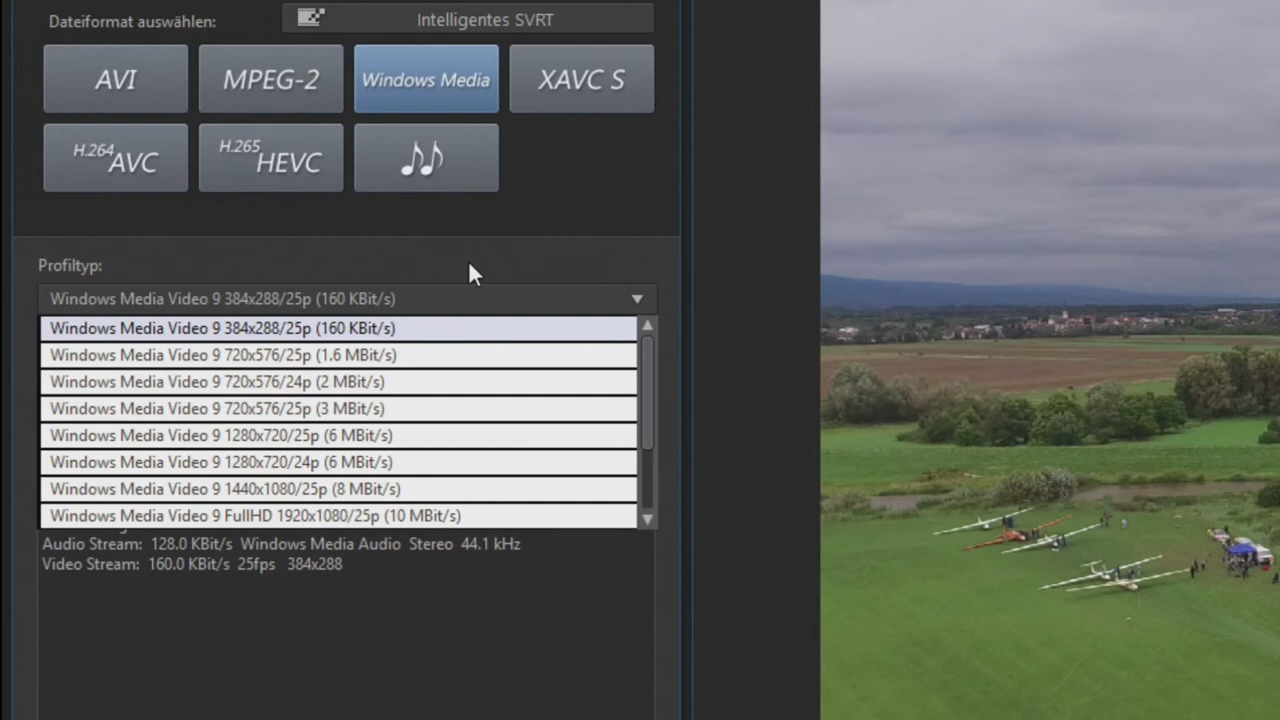 Dateiformat auswählen:
Intelligentes SVRT
AVI
MPEG-2
Windows Media
XAVC S
H.264 AVC
H.265 HEVC
Profiltyp:
Windows Media Video 9 384x288/25p (160 KBit/s)
Windows Media Video 9 384x288/25p (160 KBit/s)
Windows Media Video 9 720x576/25p (1.6 MBit/s)
Windows Media Video 9 720x576/24p (2 MBit/s)
Windows Media Video 9 720x576/25p (3 MBit/s)
Windows Media Video 9 1280x720/25p (6 MBit/s)
Windows Media Video 9 1280x720/24p (6 MBit/s)
Windows Media Video 9 1440x1080/25p (8 MBit/s)
Windows Media Video 9 FullHD 1920x1080/25p (10 MBit/s)
Audio Stream: 128.0 KBit/s Windows Media Audio Stereo 44.1 kHz
Video Stream: 160.0 KBit/s 25fps 384x288